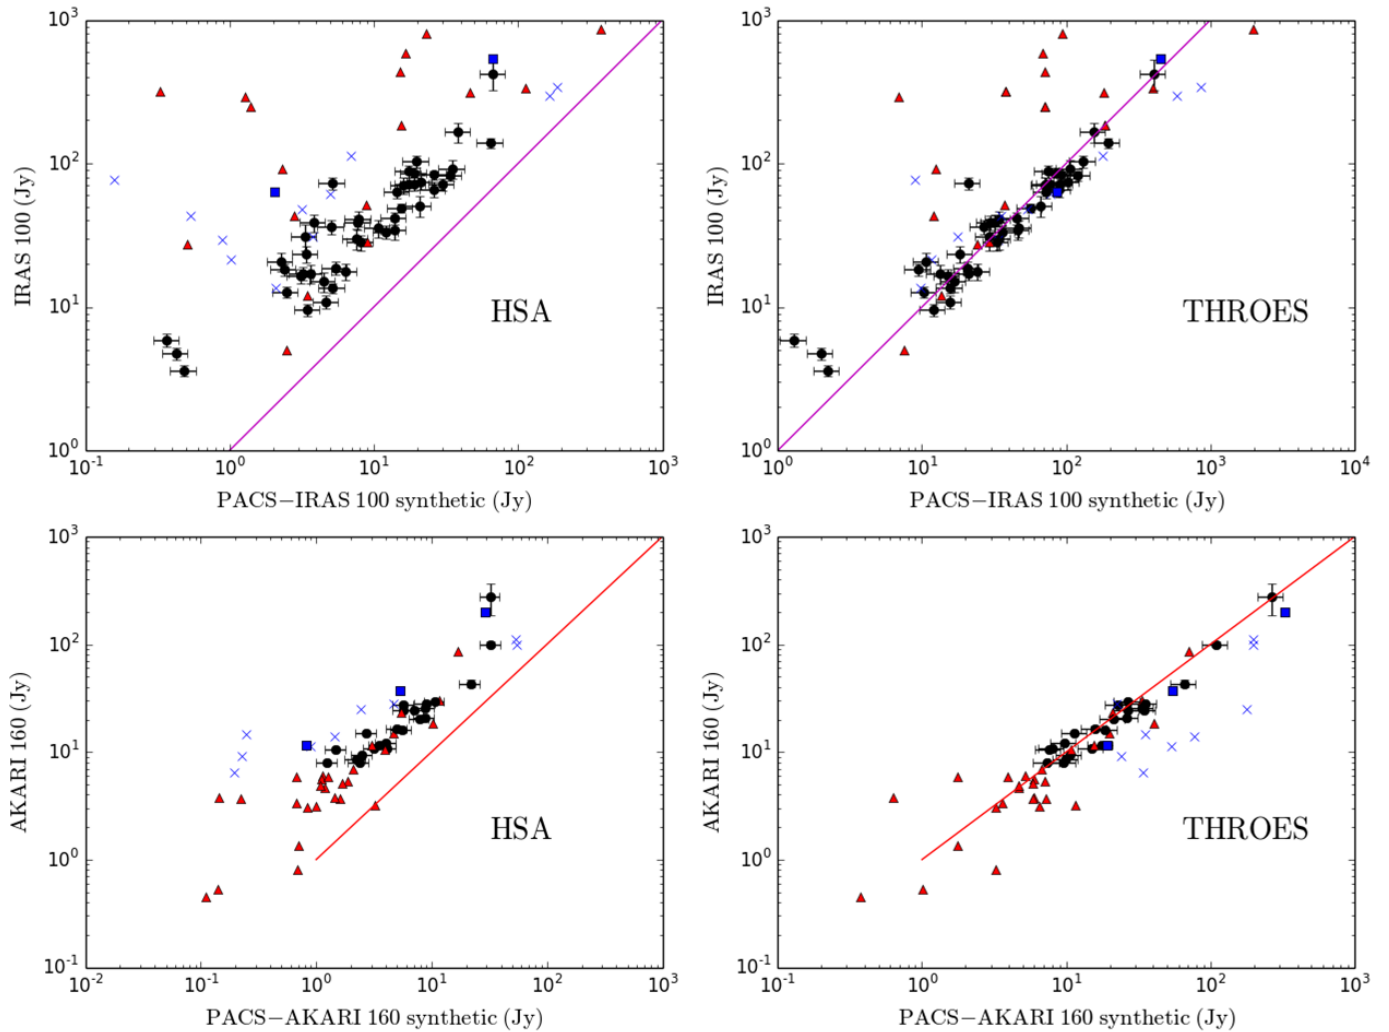 10³
10²
10¹
10⁰
IRAS 100 (Jy)
HSA
10⁻¹ 10⁰ 10¹ 10² 10³
PACS−IRAS 100 synthetic (Jy)
10³
10²
10¹
10⁰
IRAS 100 (Jy)
THROES
10⁰ 10¹ 10² 10³ 10⁴
PACS−IRAS 100 synthetic (Jy)
10³
10²
10¹
10⁰
10⁻¹
AKARI 160 (Jy)
HSA
10⁻² 10⁻¹ 10⁰ 10¹ 10² 10³
PACS−AKARI 160 synthetic (Jy)
10³
10²
10¹
10⁰
10⁻¹
AKARI 160 (Jy)
THROES
10⁻¹ 10⁰ 10¹ 10² 10³
PACS−AKARI 160 synthetic (Jy)